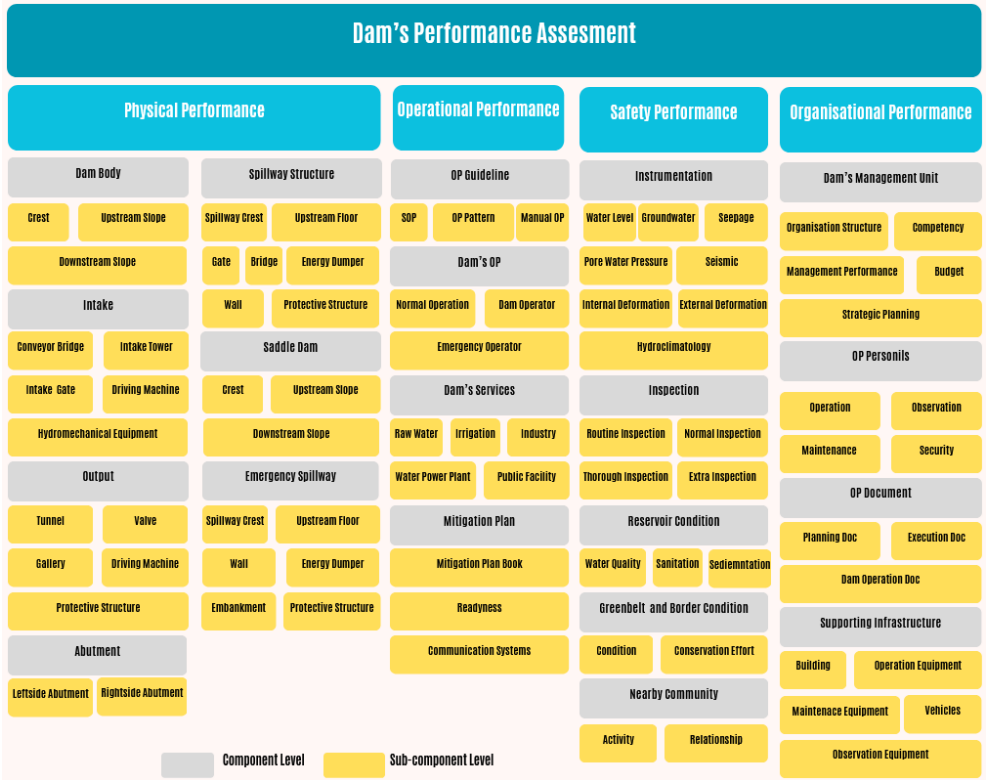 Dam's Performance Assesment
Physical Performance
Dam Body
Crest
Upstream Slope
Downstream Slope
Intake
Conveyor Bridge
Intake Tower
Intake Gate
Driving Machine
Hydromechanical Equipment
Output
Tunnel
Valve
Gallery
Driving Machine
Protective Structure
Abutment
Leftside Abutment
Rightside Abutment
Spillway Structure
Spillway Crest
Upstream Floor
Gate
Bridge
Energy Dumper
Wall
Protective Structure
Saddle Dam
Crest
Upstream Slope
Downstream Slope
Emergency Spillway
Spillway Crest
Upstream Floor
Wall
Energy Dumper
Embankment
Protective Structure
Operational Performance
OP Guideline
SOP
OP Pattern
Manual OP
Dam's OP
Normal Operation
Dam Operator
Emergency Operator
Dam's Services
Raw Water
Irrigation
Industry
Water Power Plant
Public Facility
Mitigation Plan
Mitigation Plan Book
Readyness
Communication Systems
Safety Performance
Instrumentation
Water Level
Groundwater
Seepage
Pore Water Pressure
Seismic
Internal Deformation
External Deformation
Hydroclimatology
Inspection
Routine Inspection
Normal Inspection
Thorough Inspection
Extra Inspection
Reservoir Condition
Water Quality
Sanitation
Sediemntation
Greenbelt and Border Condition
Condition
Conservation Effort
Nearby Community
Activity
Relationship
Organisational Performance
Dam's Management Unit
Organisation Structure
Competency
Management Performance
Budget
Strategic Planning
OP Personils
Operation
Observation
Maintenance
Security
OP Document
Planning Doc
Execution Doc
Dam Operation Doc
Supporting Infrastructure
Building
Operation Equipment
Maintenace Equipment
Vehicles
Observation Equipment
Component Level
Sub-component Level